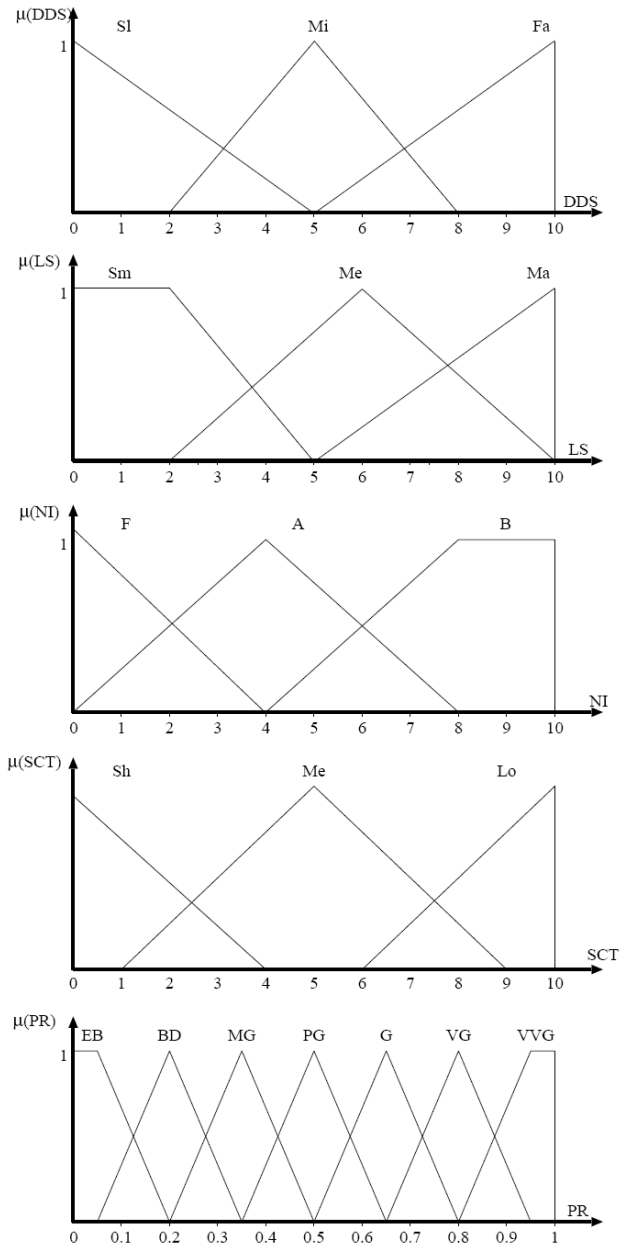 μ(DDS)
Sl Mi Fa
1
DDS
0 1 2 3 4 5 6 7 8 9 10
μ(LS)
Sm Me Ma
1
LS
0 1 2 3 4 5 6 7 8 9 10
μ(NI)
F A B
1
NI
0 1 2 3 4 5 6 7 8 9 10
μ(SCT)
Sh Me Lo
SCT
0 1 2 3 4 5 6 7 8 9 10
μ(PR)
EB BD MG PG G VG VVG
1
PR
0 0.1 0.2 0.3 0.4 0.5 0.6 0.7 0.8 0.9 1